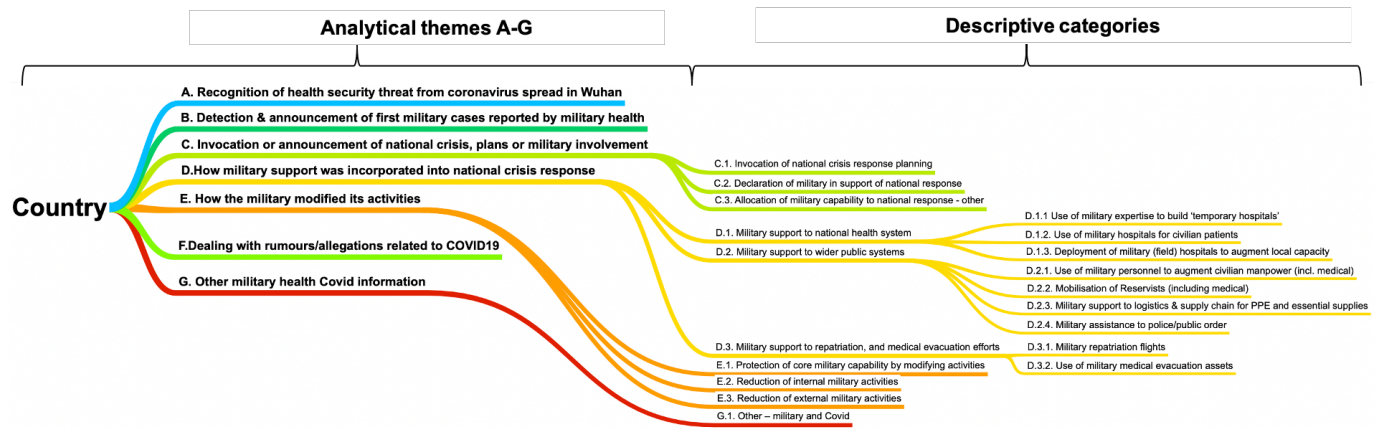 Analytical themes A-G
Descriptive categories
Country
A. Recognition of health security threat from coronavirus spread in Wuhan
B. Detection & announcement of first military cases reported by military health
C. Invocation or announcement of national crisis, plans or military involvement
D.How military support was incorporated into national crisis response
E. How the military modified its activities
F.Dealing with rumours/allegations related to COVID19
G. Other military health Covid information
C.1. Invocation of national crisis response planning
C.2. Declaration of military in support of national response
C.3. Allocation of military capability to national response - other
D.1. Military support to national health system
D.2. Military support to wider public systems
D.1.1 Use of military expertise to build ‘temporary hospitals’
D.1.2. Use of military hospitals for civilian patients
D.1.3. Deployment of military (field) hospitals to augment local capacity
D.2.1. Use of military personnel to augment civilian manpower (incl. medical)
D.2.2. Mobilisation of Reservists (including medical)
D.2.3. Military support to logistics & supply chain for PPE and essential supplies
D.2.4. Military assistance to police/public order
D.3. Military support to repatriation, and medical evacuation efforts
D.3.1. Military repatriation flights
D.3.2. Use of military medical evacuation assets
E.1. Protection of core military capability by modifying activities
E.2. Reduction of internal military activities
E.3. Reduction of external military activities
G.1. Other – military and Covid